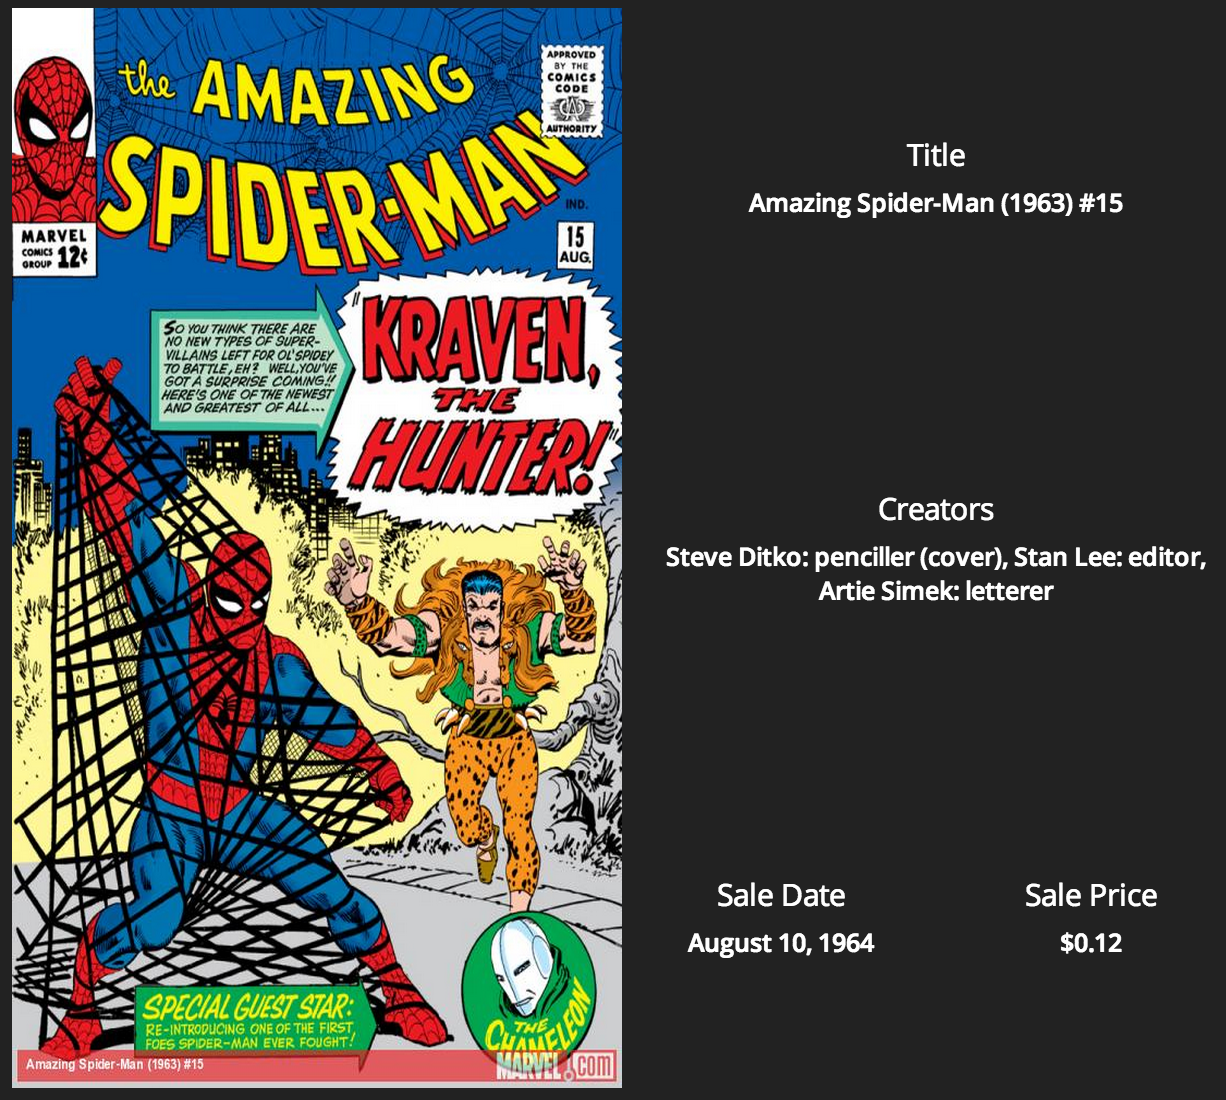 the AMAZING
SPIDER-MAN
APPROVED
BY THE
COMICS
CODE
CA
AUTHORITY
IND.
MARVEL
COMICS
GROUP 12¢
15
AUG.
SO YOU THINK THERE ARE
NO NEW TYPES OF SUPER-
VILLAINS LEFT FOR OL' SPIDEY
TO BATTLE, EH? WELL, YOU'VE
GOT A SURPRISE COMING!!
HERE'S ONE OF THE NEWEST
AND GREATEST OF ALL...
"KRAVEN,
THE
HUNTER!"
SPECIAL GUEST STAR:
RE-INTRODUCING ONE OF THE FIRST,
FOES SPIDER-MAN EVER FOUGHT!
THE
CHAMELEON
Amazing Spider-Man (1963) #15
MARVEL.com
Title
Amazing Spider-Man (1963) #15
Creators
Steve Ditko: penciller (cover), Stan Lee: editor,
Artie Simek: letterer
Sale Date
August 10, 1964
Sale Price
$0.12